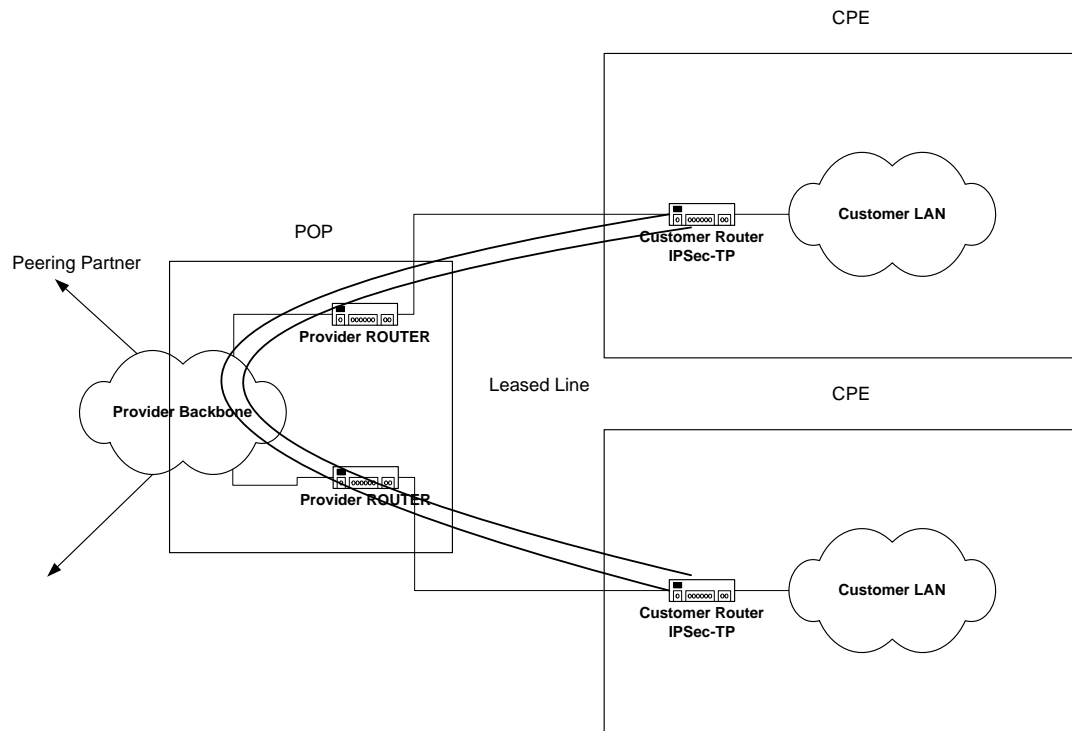 CPE
Customer LAN
Customer Router
IPSec-TP
POP
Peering Partner
Provider ROUTER
Leased Line
CPE
Provider Backbone
Provider ROUTER
Customer LAN
Customer Router
IPSec-TP